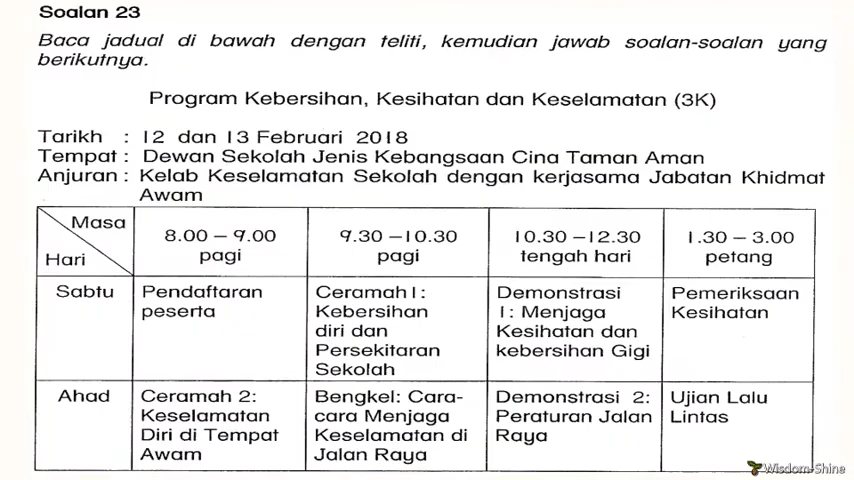 Soalan 23
Baca jadual di bawah dengan teliti, kemudian jawab soalan-soalan yang
berikutnya.
Program Kebersihan, Kesihatan dan Keselamatan (3K)
Tarikh : 12 dan 13 Februari 2018
Tempat : Dewan Sekolah Jenis Kebangsaan Cina Taman Aman
Anjuran : Kelab Keselamatan Sekolah dengan kerjasama Jabatan Khidmat
Awam
Masa
Hari
8.00 – 9.00
pagi
9.30 –10.30
pagi
10.30 –12.30
tengah hari
1.30 – 3.00
petang
Sabtu
Pendaftaran
peserta
Ceramah 1:
Kebersihan
diri dan
Persekitaran
Sekolah
Demonstrasi
1: Menjaga
Kesihatan dan
kebersihan Gigi
Pemeriksaan
Kesihatan
Ahad
Ceramah 2:
Keselamatan
Diri di Tempat
Awam
Bengkel: Cara-
cara Menjaga
Keselamatan di
Jalan Raya
Demonstrasi 2:
Peraturan Jalan
Raya
Ujian Lalu
Lintas
Wisdom-Shine